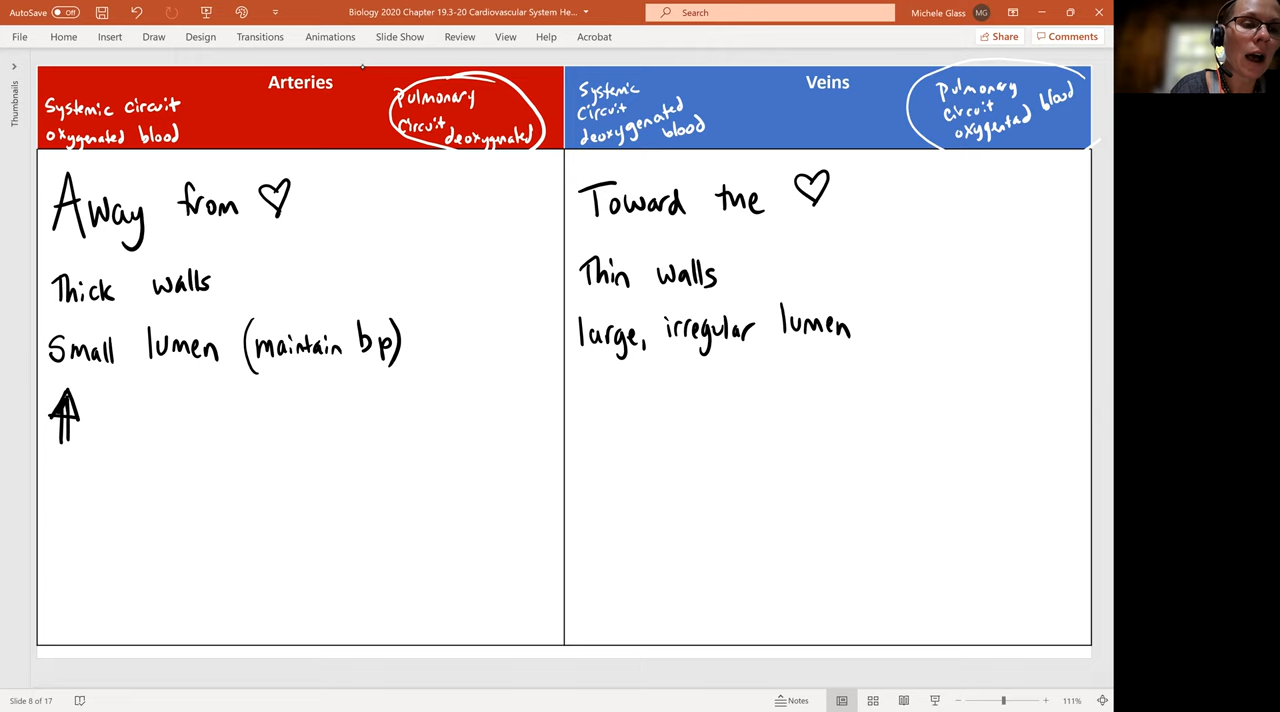 AutoSave Off
Biology 2020 Chapter 19.3-20 Cardiovascular System He...
Search
Michele Glass MG
File Home Insert Draw Design Transitions Animations Slide Show Review View Help Acrobat
Share Comments
Thumbnails
Arteries
Systemic circuit
oxygenated blood
Pulmonary
circuit deoxygenated
Veins
Systemic
circuit
deoxygenated
blood
Pulmonary
circuit
oxygentad blood
Away from ♡
Thick walls
Small lumen (maintain bp)
Toward the ♡
Thin walls
large, irregular lumen
Slide 8 of 17
Notes
111%